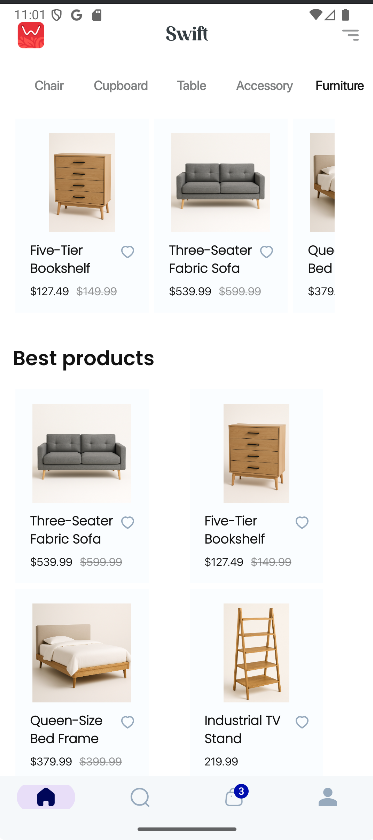 11:01
Swift
Chair Cupboard Table Accessory Furniture
Five-Tier
Bookshelf
$127.49 $149.99
Three-Seater
Fabric Sofa
$539.99 $599.99
Que
Bed
$379.
Best products
Three-Seater
Fabric Sofa
$539.99 $599.99
Five-Tier
Bookshelf
$127.49 $149.99
Queen-Size
Bed Frame
$379.99 $399.99
Industrial TV
Stand
219.99
3